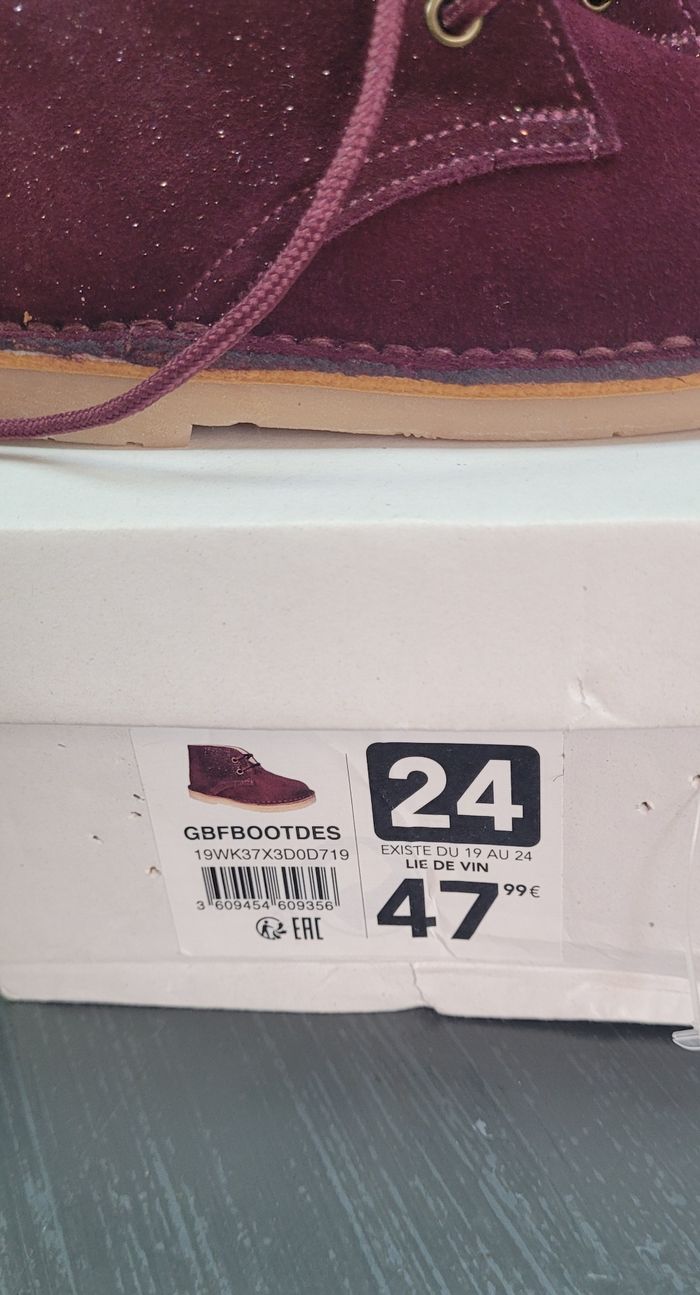 GBFBOOTDES
19WK37X3D0D719
3 609454 609356
EAC
24
EXISTE DU 19 AU 24
LIE DE VIN
47 99€